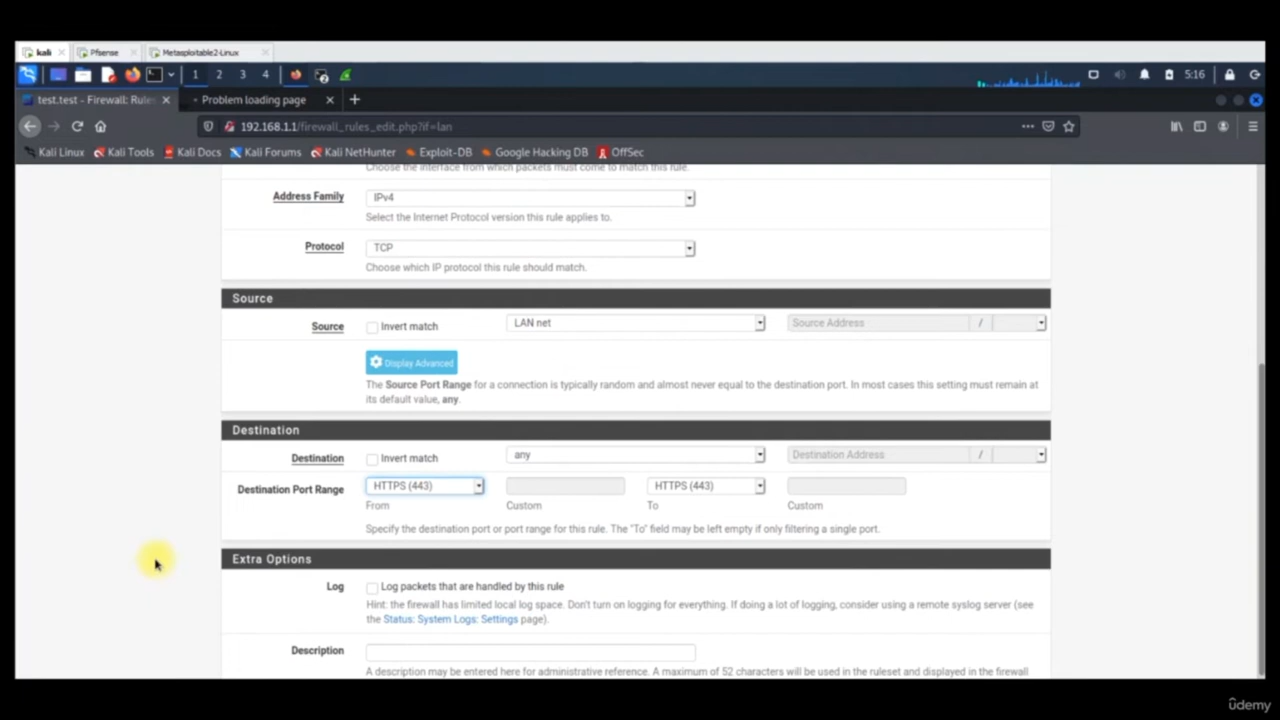 kali
Pfsense
Metasploitable2-Linux
1 2 3 4
5:16
test.test - Firewall: Rules
Problem loading page
192.168.1.1/firewall_rules_edit.php?if=lan
Kali Linux Kali Tools Kali Docs Kali Forums Kali NetHunter Exploit-DB Google Hacking DB OffSec
Choose the interface from which packets must come to match this rule.
Address Family IPv4
Select the Internet Protocol version this rule applies to.
Protocol TCP
Choose which IP protocol this rule should match.
Source
Source Invert match LAN net Source Address /
Display Advanced
The Source Port Range for a connection is typically random and almost never equal to the destination port. In most cases this setting must remain at
its default value, any.
Destination
Destination Invert match any Destination Address /
Destination Port Range HTTPS (443) HTTPS (443)
From Custom To Custom
Specify the destination port or port range for this rule. The "To" field may be left empty if only filtering a single port.
Extra Options
Log Log packets that are handled by this rule
Hint: the firewall has limited local log space. Don't turn on logging for everything. If doing a lot of logging, consider using a remote syslog server (see
the Status: System Logs: Settings page).
Description
A description may be entered here for administrative reference. A maximum of 52 characters will be used in the ruleset and displayed in the firewall
ûdemy